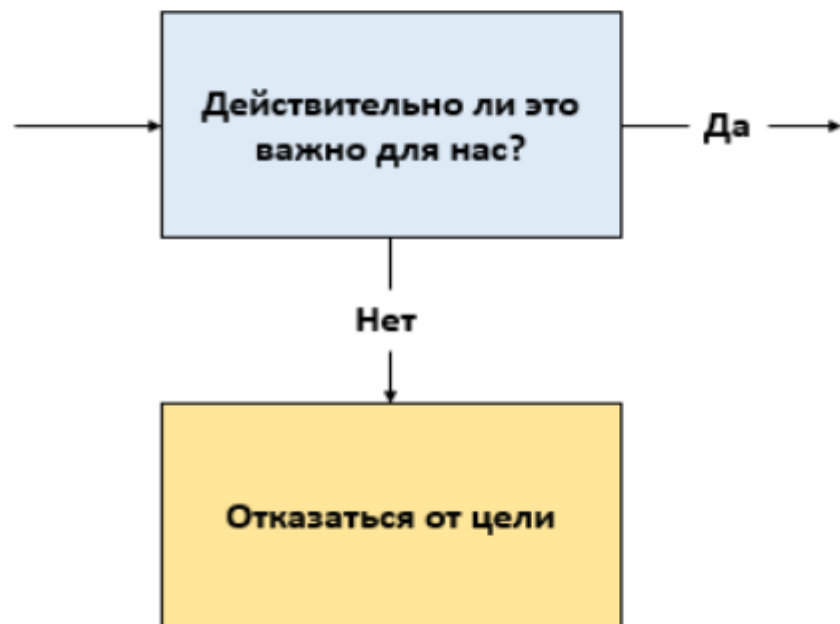 Действительно ли это
важно для нас?
Да
Нет
Отказаться от цели